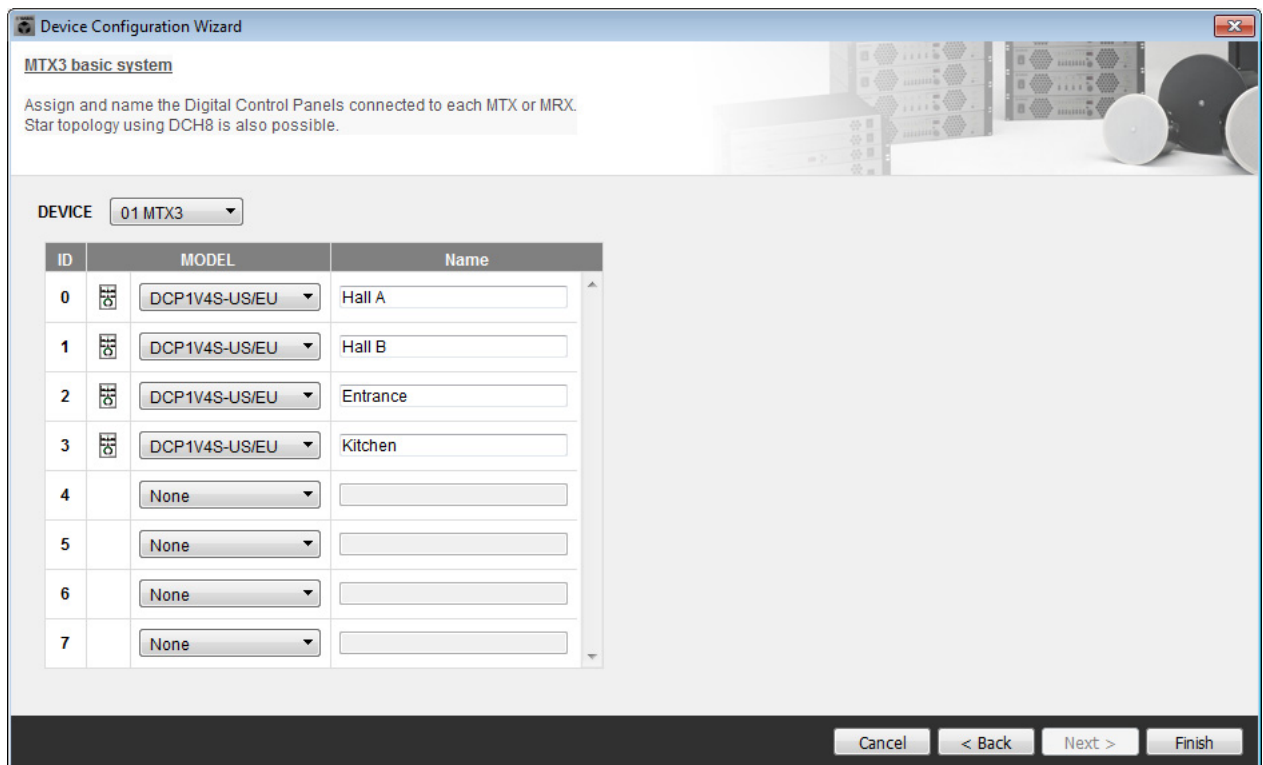 Device Configuration Wizard
MTX3 basic system
Assign and name the Digital Control Panels connected to each MTX or MRX.
Star topology using DCH8 is also possible.
DEVICE 01 MTX3
ID MODEL Name
0 DCP1V4S-US/EU Hall A
1 DCP1V4S-US/EU Hall B
2 DCP1V4S-US/EU Entrance
3 DCP1V4S-US/EU Kitchen
4 None
5 None
6 None
7 None
Cancel < Back Next > Finish